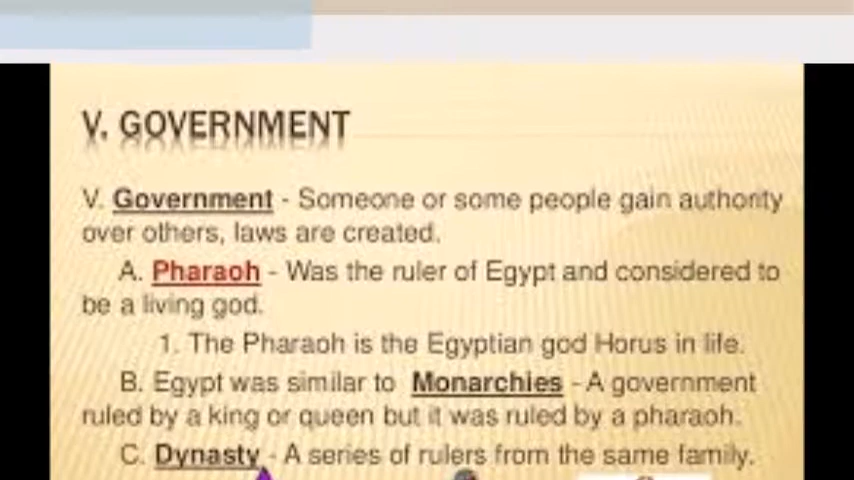 V. GOVERNMENT
V. Government - Someone or some people gain authority
over others, laws are created.
A. Pharaoh - Was the ruler of Egypt and considered to
be a living god.
1. The Pharaoh is the Egyptian god Horus in life.
B. Egypt was similar to Monarchies - A government
ruled by a king or queen but it was ruled by a pharaoh.
C. Dynasty - A series of rulers from the same family.